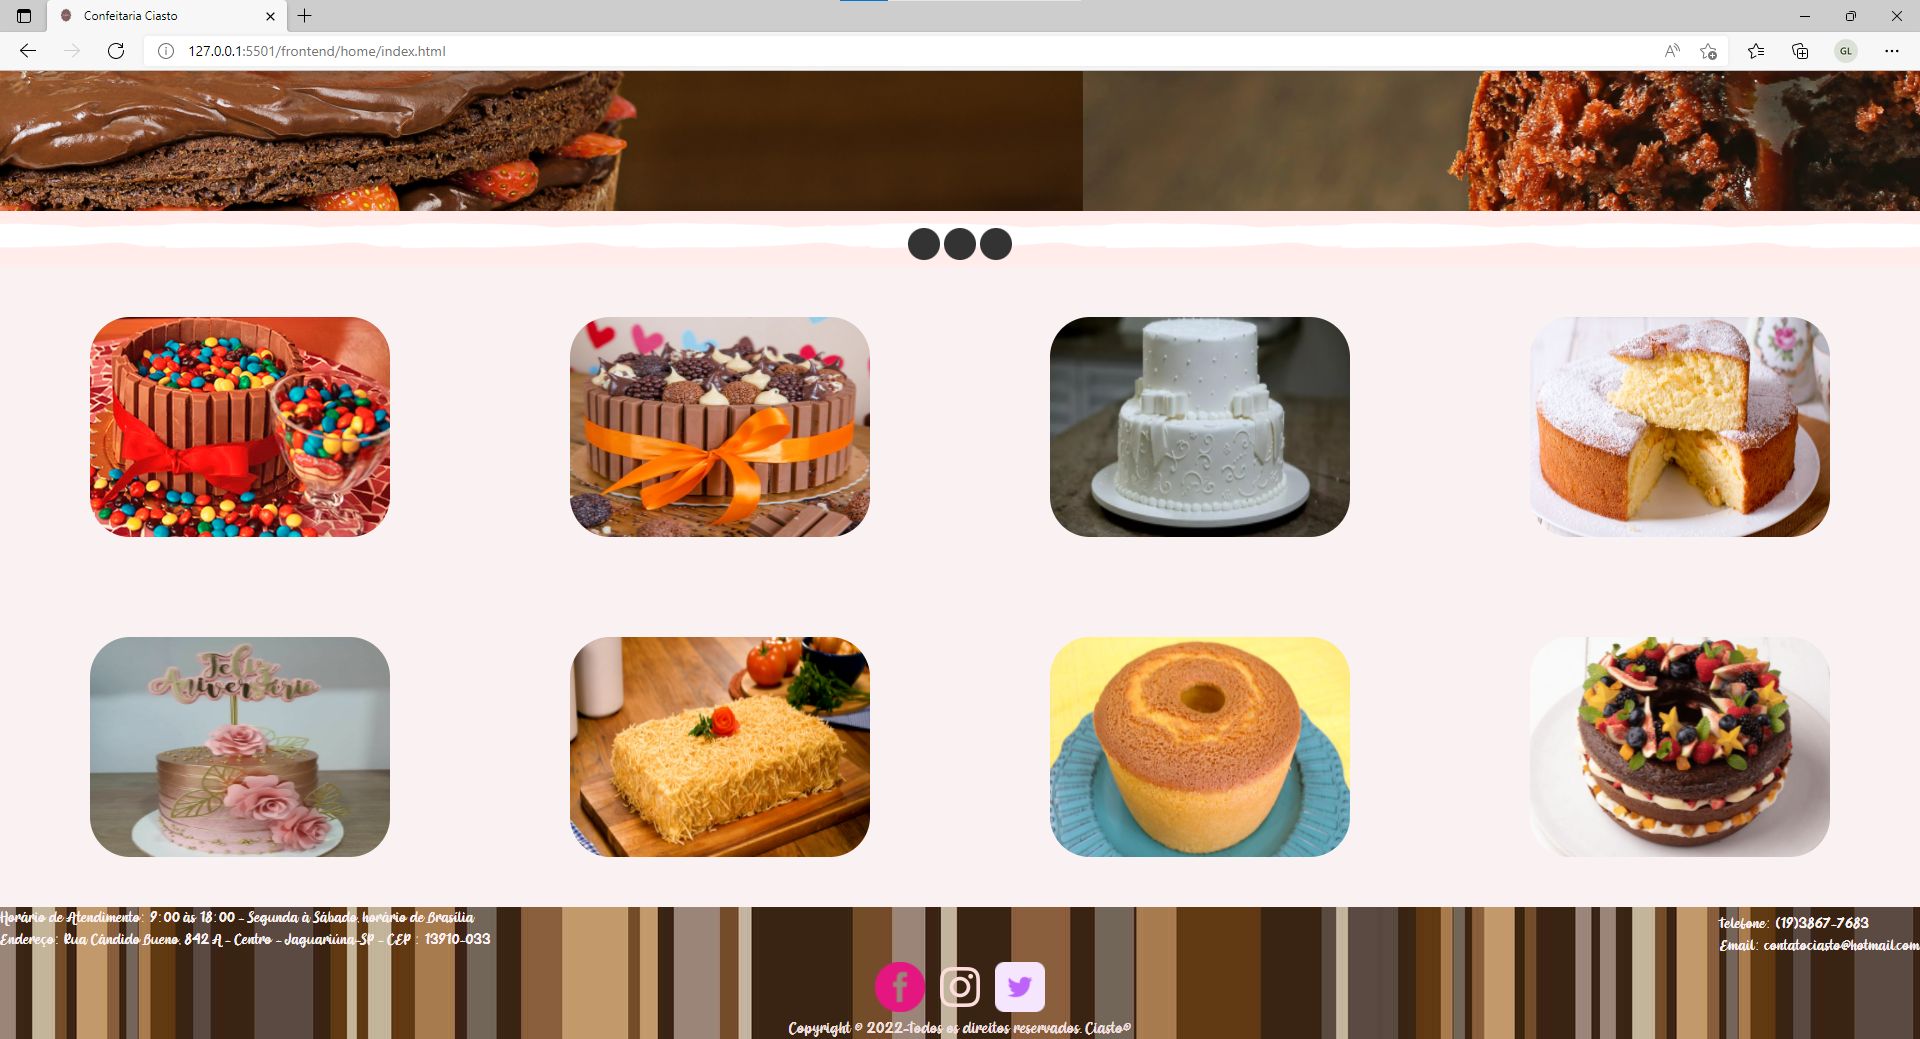 Confeitaria Ciasto
127.0.0.1:5501/frontend/home/index.html
GL
Feliz
Aniversário
Horário de Atendimento: 9:00 às 18:00 - Segunda à Sábado, horário de Brasília
Endereço: Rua Cândido Bueno, 842 A - Centro - Jaguariúna-SP - CEP : 13910-033
Telefone: (19)3867-7683
Email: contatociasto@hotmail.com
Copyright © 2022-Todos os direitos reservados. Ciasto®